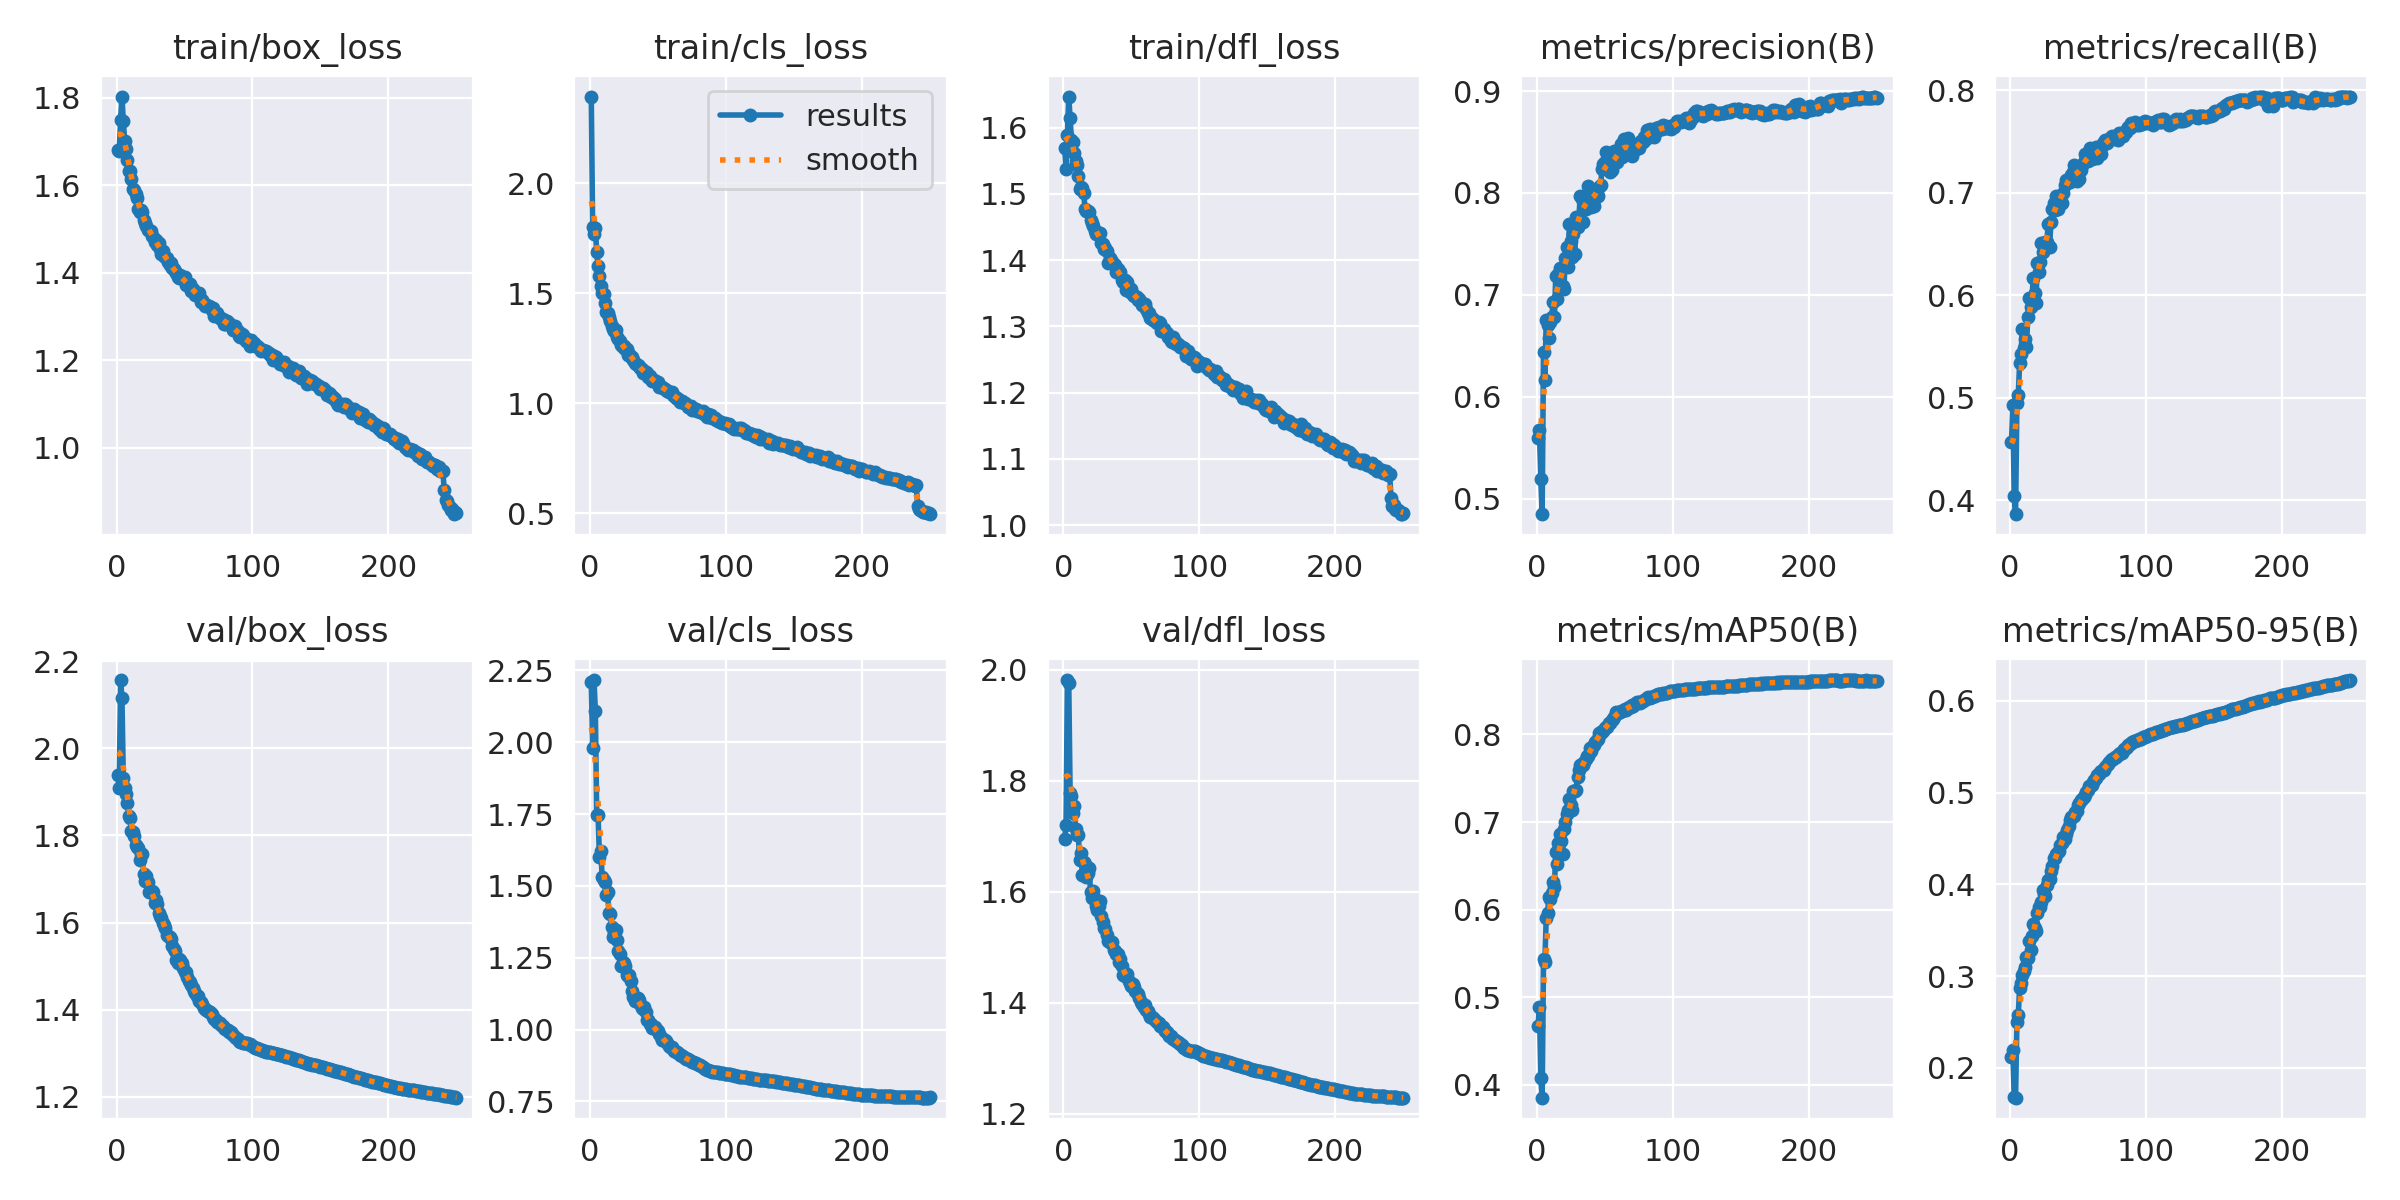 train/box_loss
1.8
1.6
1.4
1.2
1.0
0 100 200
train/cls_loss
results
smooth
2.0
1.5
1.0
0.5
0 100 200
train/dfl_loss
1.6
1.5
1.4
1.3
1.2
1.1
1.0
0 100 200
metrics/precision(B)
0.9
0.8
0.7
0.6
0.5
0 100 200
metrics/recall(B)
0.8
0.7
0.6
0.5
0.4
0 100 200
val/box_loss
2.2
2.0
1.8
1.6
1.4
1.2
0 100 200
val/cls_loss
2.25
2.00
1.75
1.50
1.25
1.00
0.75
0 100 200
val/dfl_loss
2.0
1.8
1.6
1.4
1.2
0 100 200
metrics/mAP50(B)
0.8
0.7
0.6
0.5
0.4
0 100 200
metrics/mAP50-95(B)
0.6
0.5
0.4
0.3
0.2
0 100 200